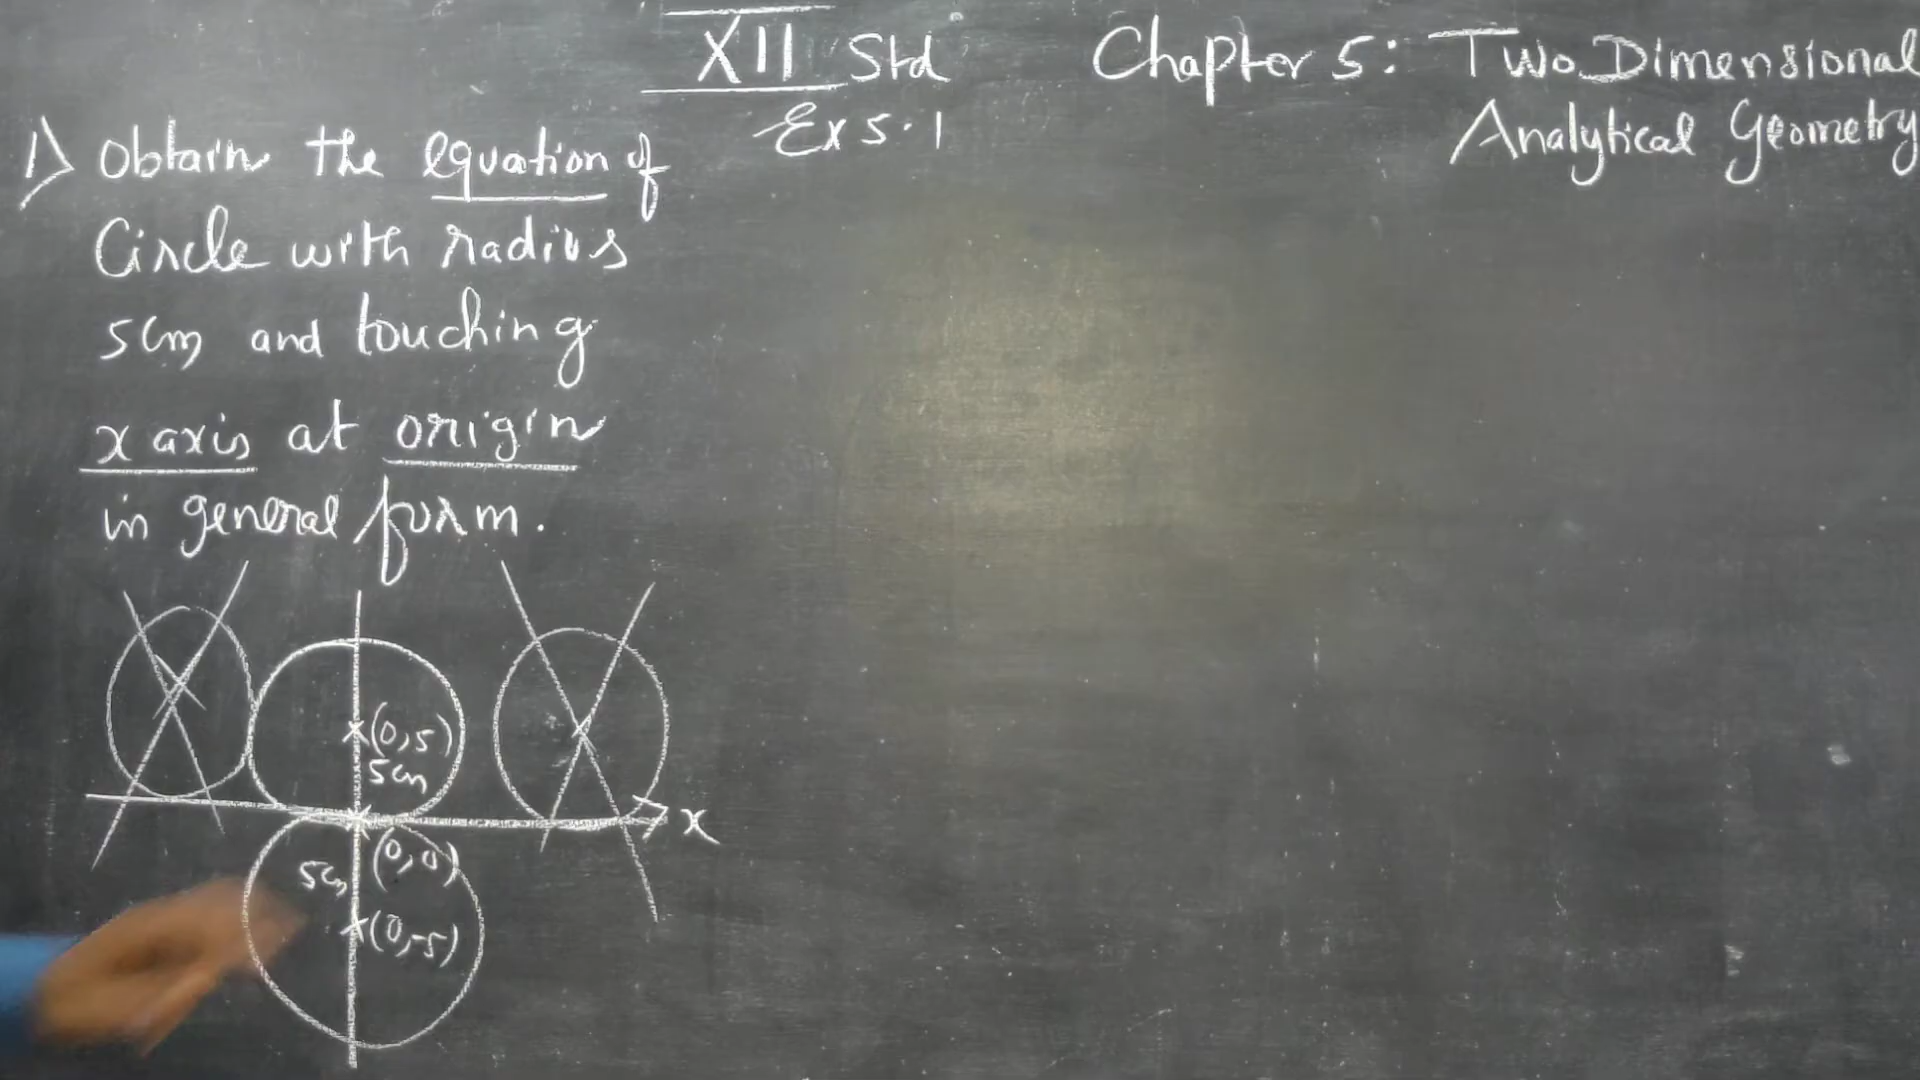 XII Std
Chapter 5: Two Dimensional
Analytical Geometry
Ex 5.1
1) Obtain the equation of
Circle with radius
5cm and touching
x axis at origin
in general form.
(0,5)
5cm
x
(0,0)
5cm
(0,-5)